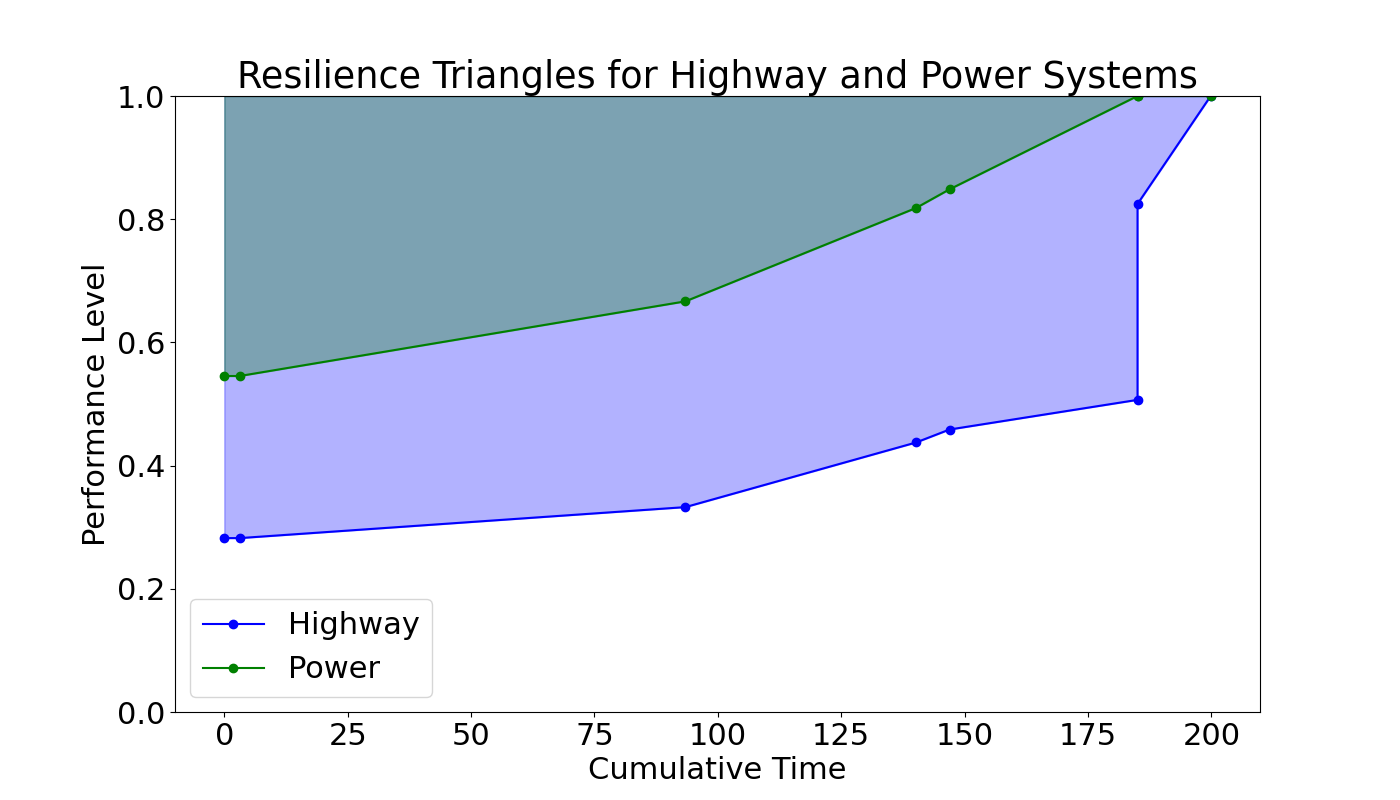 Resilience Triangles for Highway and Power Systems
1.0
0.8
0.6
0.4
0.2
0.0
Performance Level
Highway
Power
0 25 50 75 100 125 150 175 200
Cumulative Time